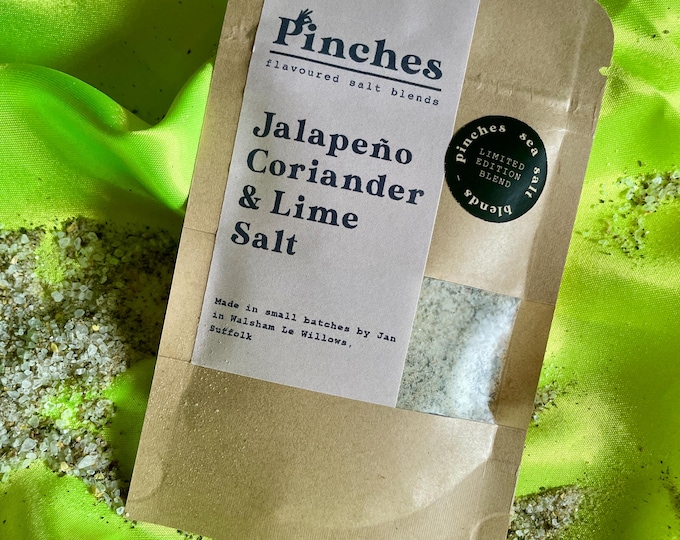 Pinches
flavoured salt blends
Jalapeño
Coriander
& Lime
Salt
Made in small batches by Jan
in Walsham Le Willows,
Suffolk
pinches sea salt blends -
LIMITED
EDITION
BLEND